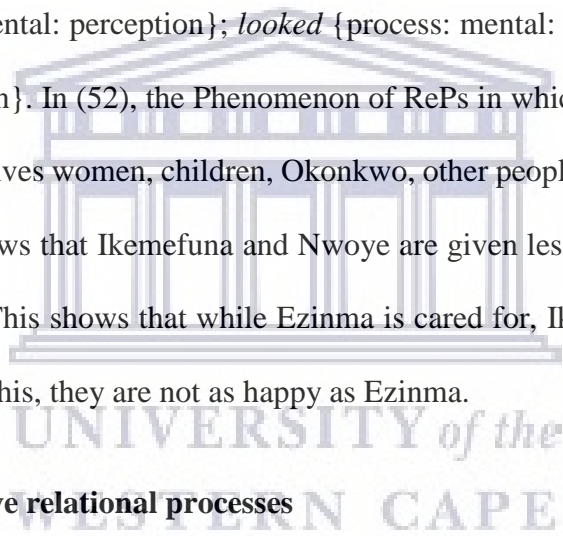 ental: perception}; looked {process: mental:
n}. In (52), the Phenomenon of RePs in whic
lves women, children, Okonkwo, other peopl
ws that Ikemefuna and Nwoye are given les
This shows that while Ezinma is cared for, I
his, they are not as happy as Ezinma.
UNIVERSITY of the
ve relational processes
WESTERN CAPE